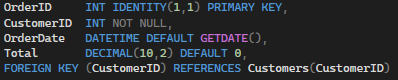 OrderID INT IDENTITY(1,1) PRIMARY KEY,
CustomerID INT NOT NULL,
OrderDate DATETIME DEFAULT GETDATE(),
Total DECIMAL(10,2) DEFAULT 0,
FOREIGN KEY (CustomerID) REFERENCES Customers(CustomerID)